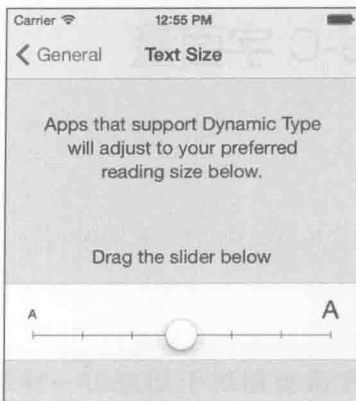 Carrier 12:55 PM
General Text Size
Apps that support Dynamic Type
will adjust to your preferred
reading size below.
Drag the slider below
A A